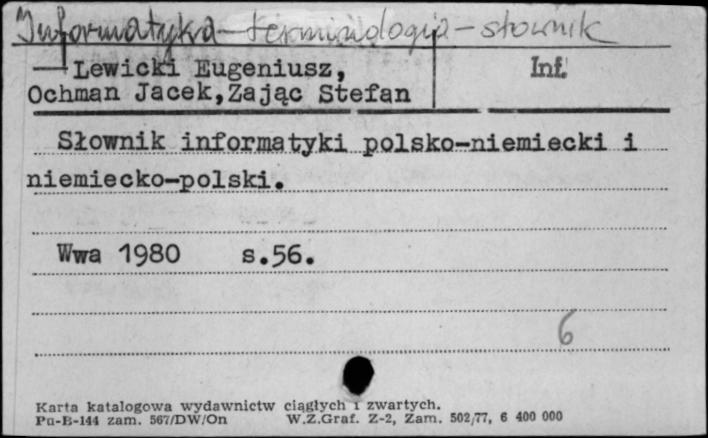 Informatyka - terminologia - słownik
Lewicki Eugeniusz, Inf.
Ochman Jacek, Zając Stefan
Słownik informatyki polsko-niemiecki i
niemiecko-polski.
Wwa 1980 s.56.
6
Karta katalogowa wydawnictw ciągłych i zwartych.
Pu-B-144 zam. 567/DW/On W.Z.Graf. Z-2, Zam. 502/77, 6 400 000